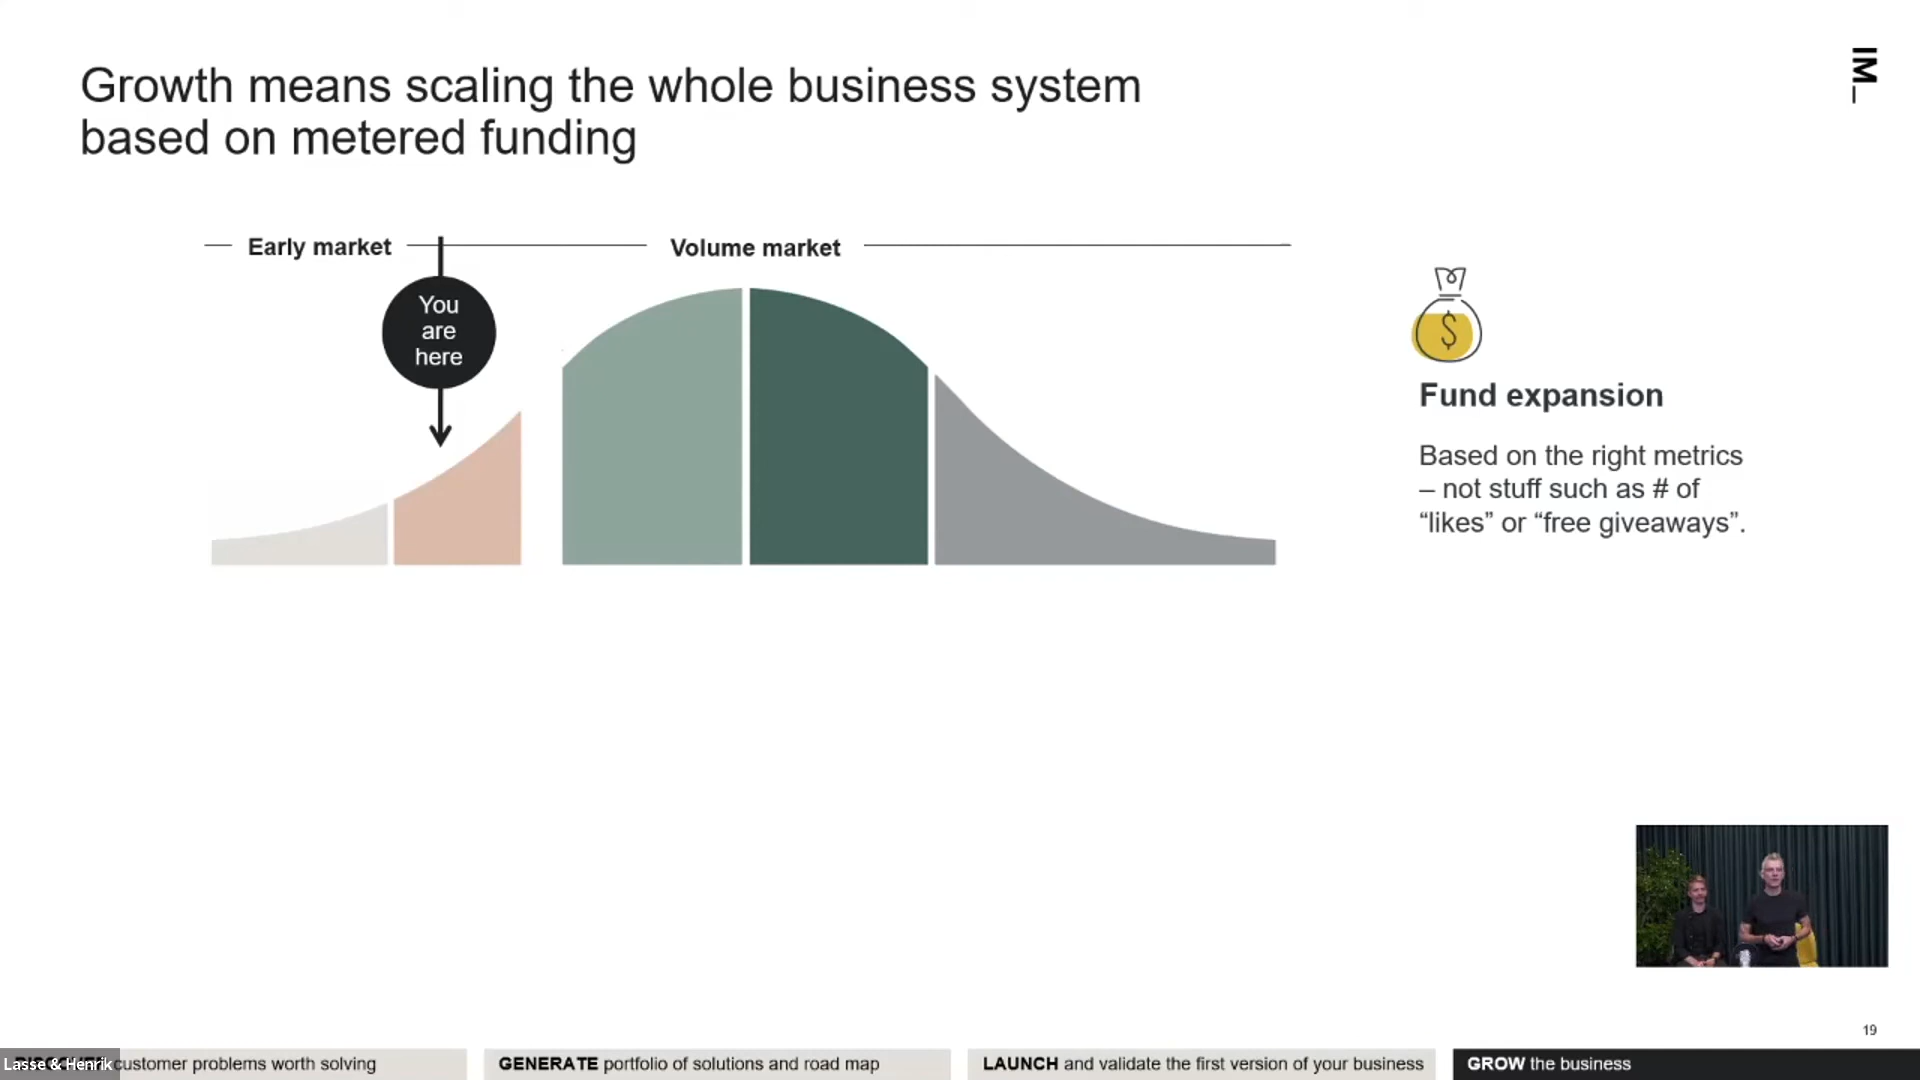 Growth means scaling the whole business system
based on metered funding
IM_
Early market
Volume market
You
are
here
$
Fund expansion
Based on the right metrics
– not stuff such as # of
“likes” or “free giveaways”.
19
Lasse & Henrik
customer problems worth solving
GENERATE portfolio of solutions and road map
LAUNCH and validate the first version of your business
GROW the business